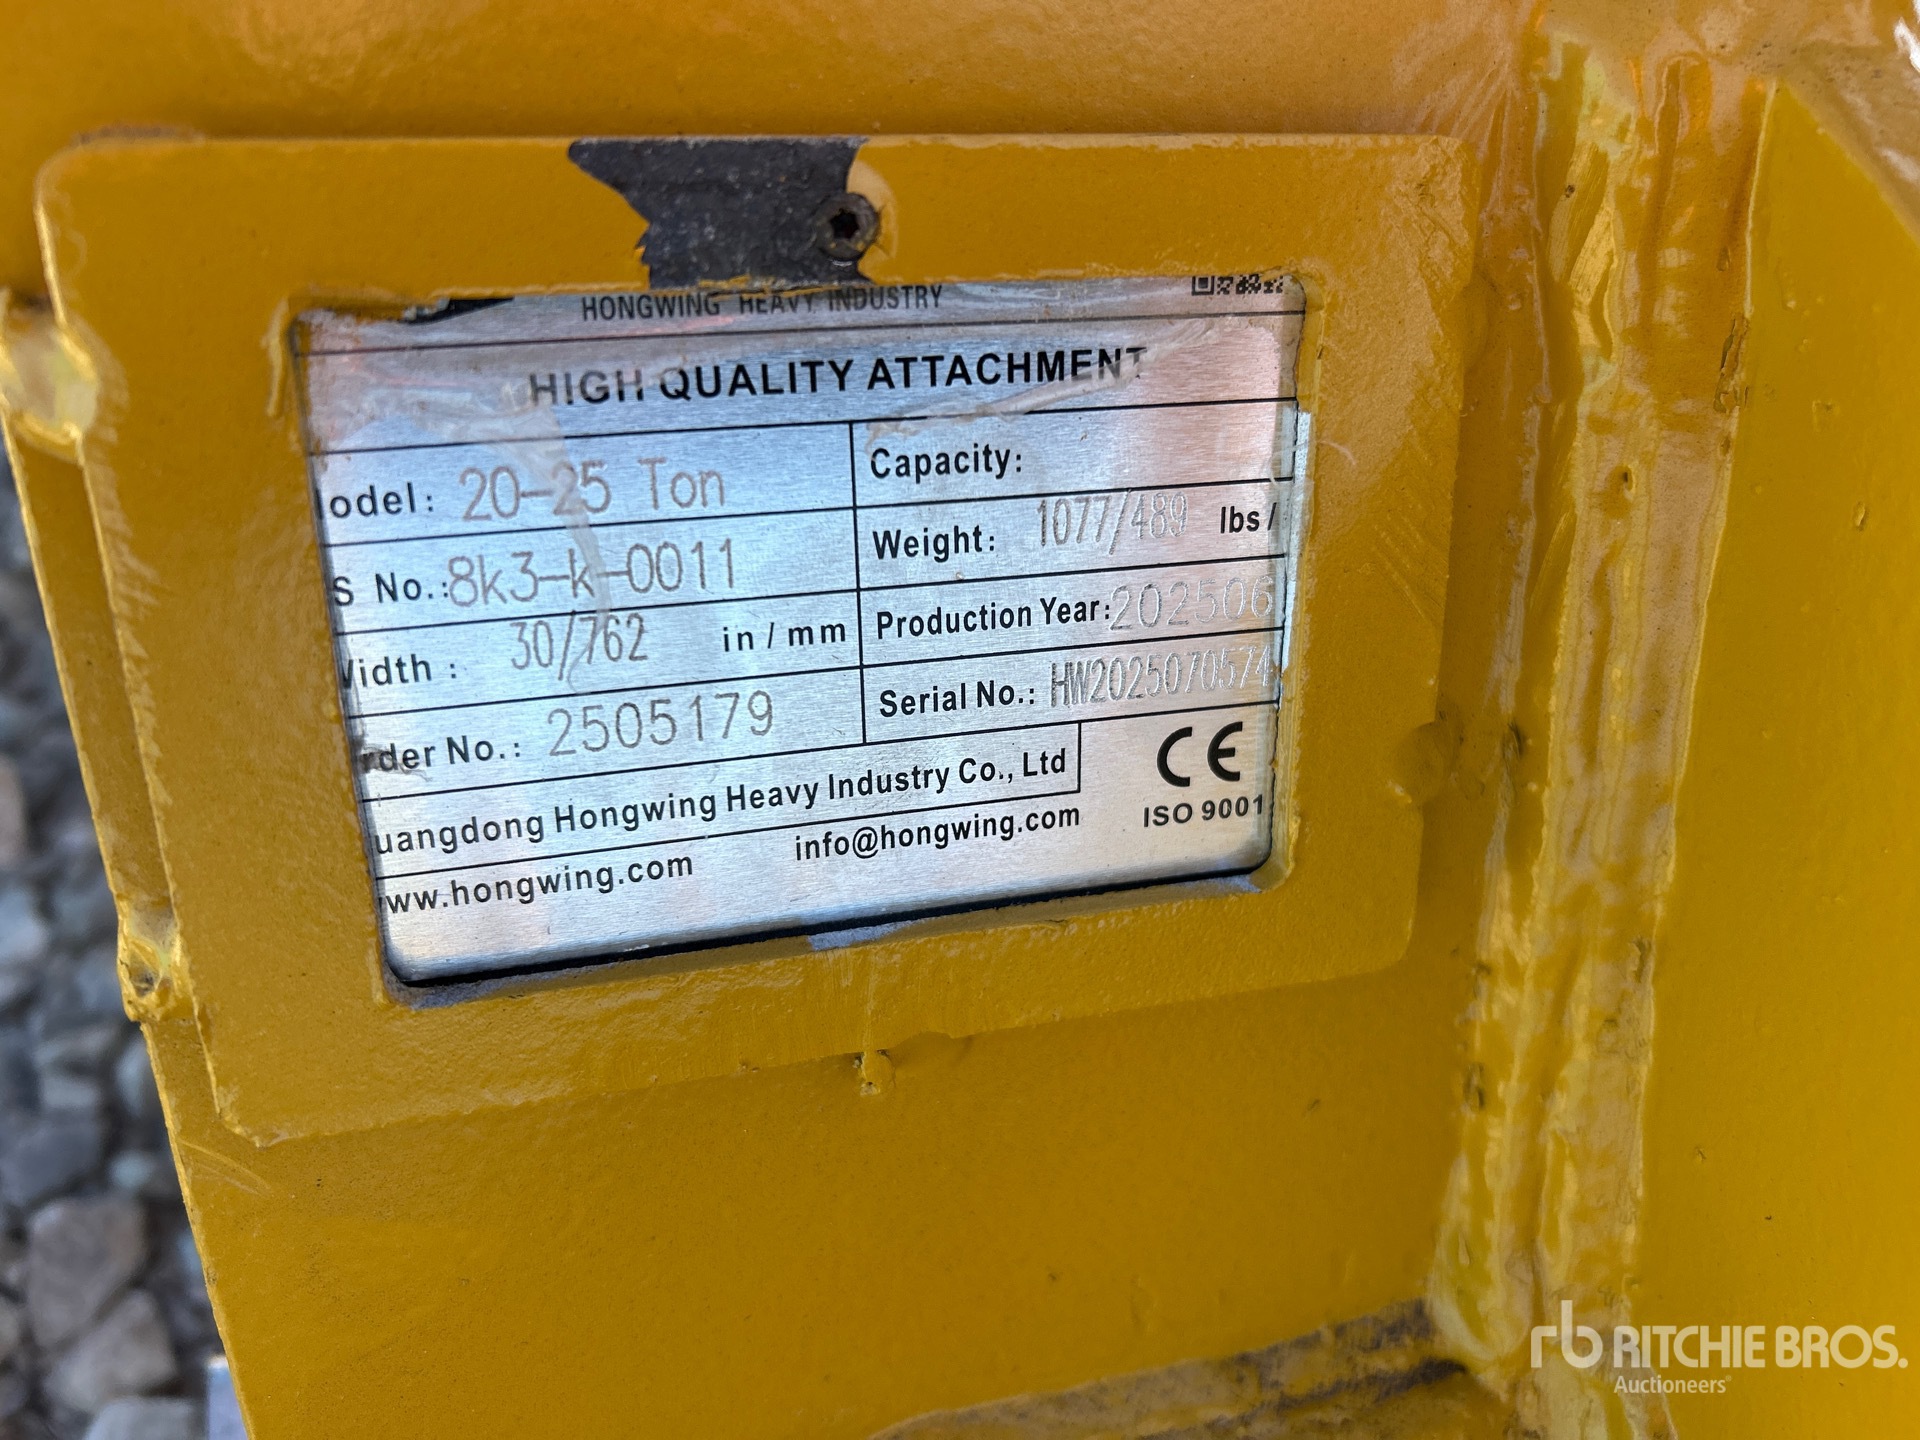 HONGWING HEAVY INDUSTRY
HIGH QUALITY ATTACHMENT
odel: 20-25 Ton
Capacity:
S No.: 8k3-k-0011
Weight: 1077/489 lbs/
Width: 30/762 in/mm
Production Year: 202506
rder No.: 2505179
Serial No.: HW2025070574
uangdong Hongwing Heavy Industry Co., Ltd
CE
ISO 9001
www.hongwing.com
info@hongwing.com
rb RITCHIE BROS.
Auctioneers